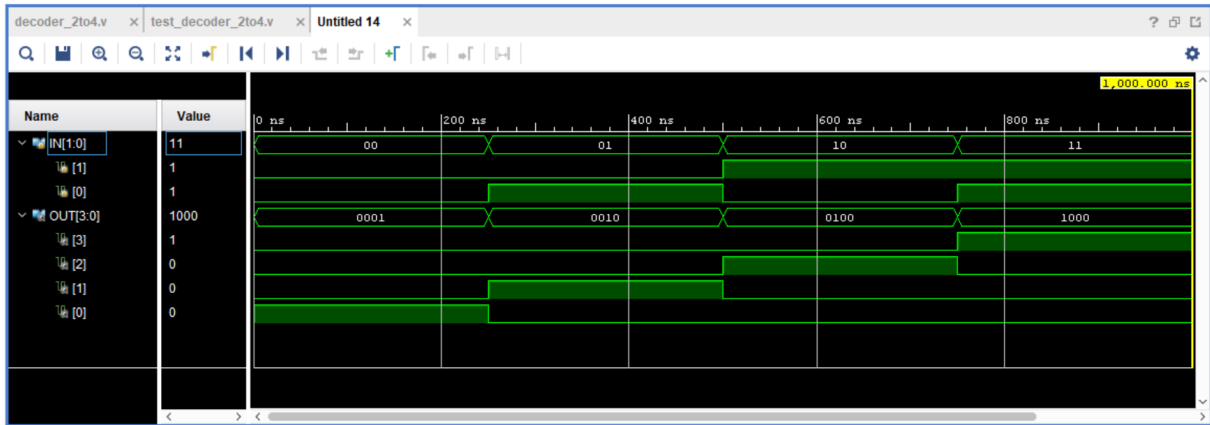 decoder_2to4.v × test_decoder_2to4.v × Untitled 14 × ?
1,000.000 ns
Name Value 0 ns 200 ns 400 ns 600 ns 800 ns
IN[1:0] 11 00 01 10 11
[1] 1
[0] 1
OUT[3:0] 1000 0001 0010 0100 1000
[3] 1
[2] 0
[1] 0
[0] 0